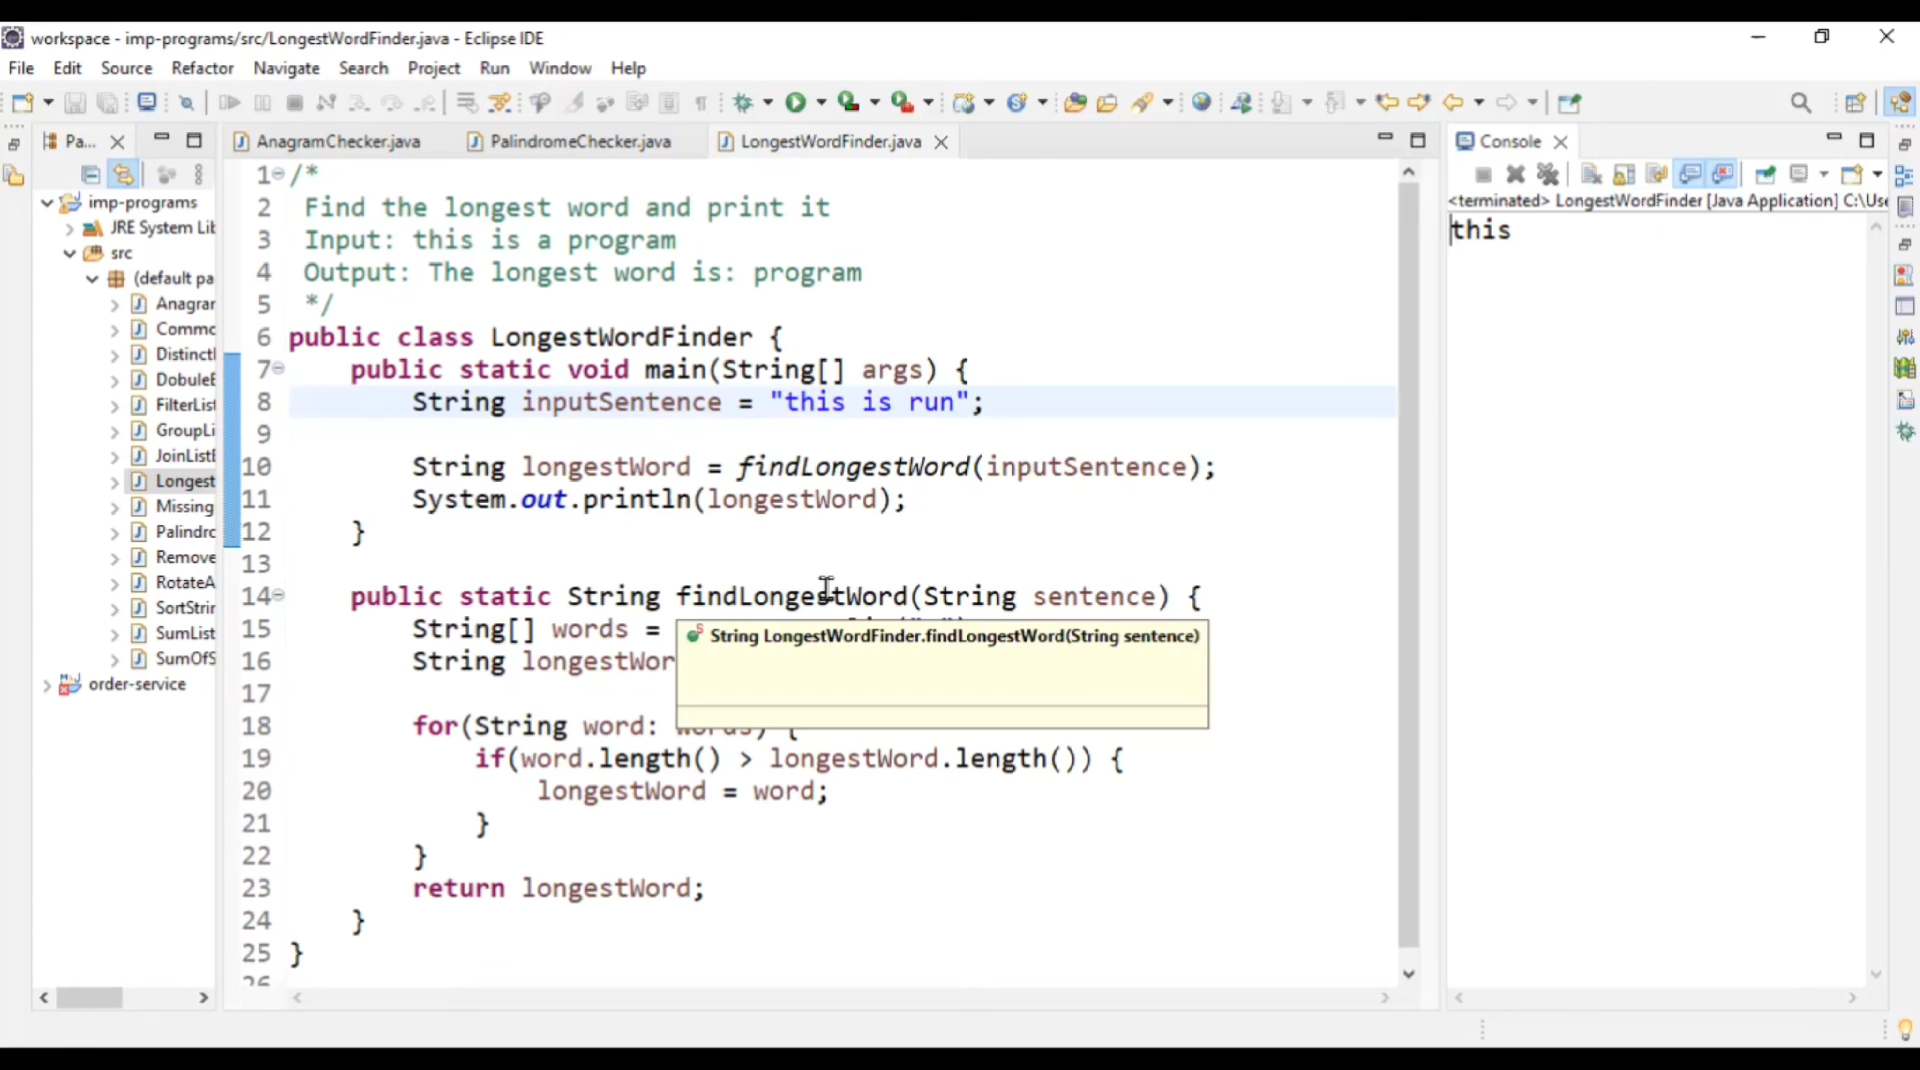 workspace - imp-programs/src/LongestWordFinder.java - Eclipse IDE
File Edit Source Refactor Navigate Search Project Run Window Help
Pa...
imp-programs
JRE System Lib
src
(default pa
Anagrar
Commo
Distinctl
DobuleE
FilterList
GroupLi
JoinListE
Longest
Missing
Palindro
Remove
RotateA
SortStrin
SumList
SumOfS
order-service
AnagramChecker.java PalindromeChecker.java LongestWordFinder.java
1 /*
2 Find the longest word and print it
3 Input: this is a program
4 Output: The longest word is: program
5 */
6 public class LongestWordFinder {
7 public static void main(String[] args) {
8 String inputSentence = "this is run";
9
10 String longestWord = findLongestWord(inputSentence);
11 System.out.println(longestWord);
12 }
13
14 public static String findLongestWord(String sentence) {
15 String[] words =
String LongestWordFinder.findLongestWord(String sentence)
16 String longestWor
17
18 for(String word: words) {
19 if(word.length() > longestWord.length()) {
20 longestWord = word;
21 }
22 }
23 return longestWord;
24 }
25 }
26
Console
<terminated> LongestWordFinder [Java Application] C:\Use
this